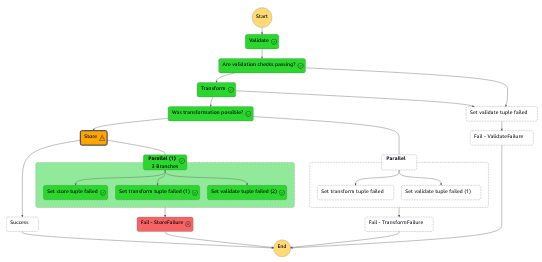 Start
Validate
Are validation checks passing?
Transform
Set validate tuple failed
Was transformation possible?
Store
Fail - ValidateFailure
Parallel (1)
3 Branches
Parallel
Set store tuple failed
Set transform tuple failed (1)
Set validate tuple failed (2)
Set transform tuple failed
Set validate tuple failed (1)
Success
Fail - StoreFailure
Fail - TransformFailure
End